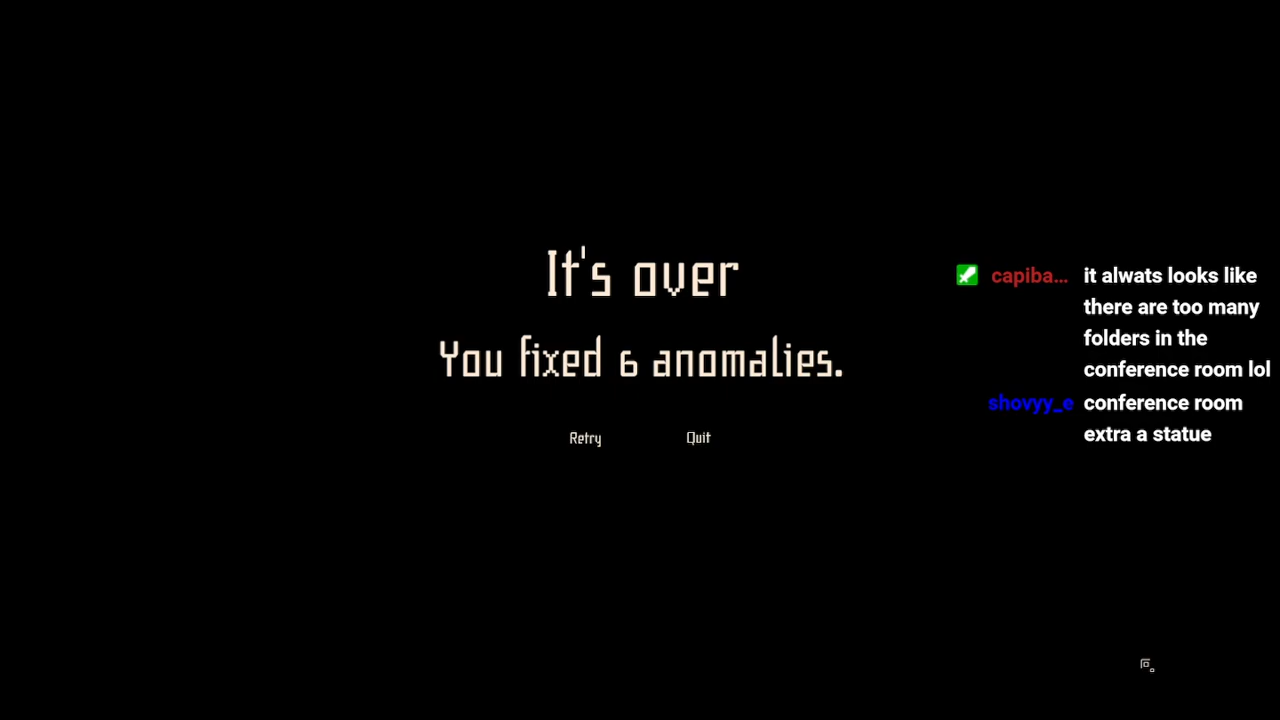 It's over
You fixed 6 anomalies.
Retry
Quit
capiba... it alwats looks like
there are too many
folders in the
conference room lol
shovyy_e conference room
extra a statue